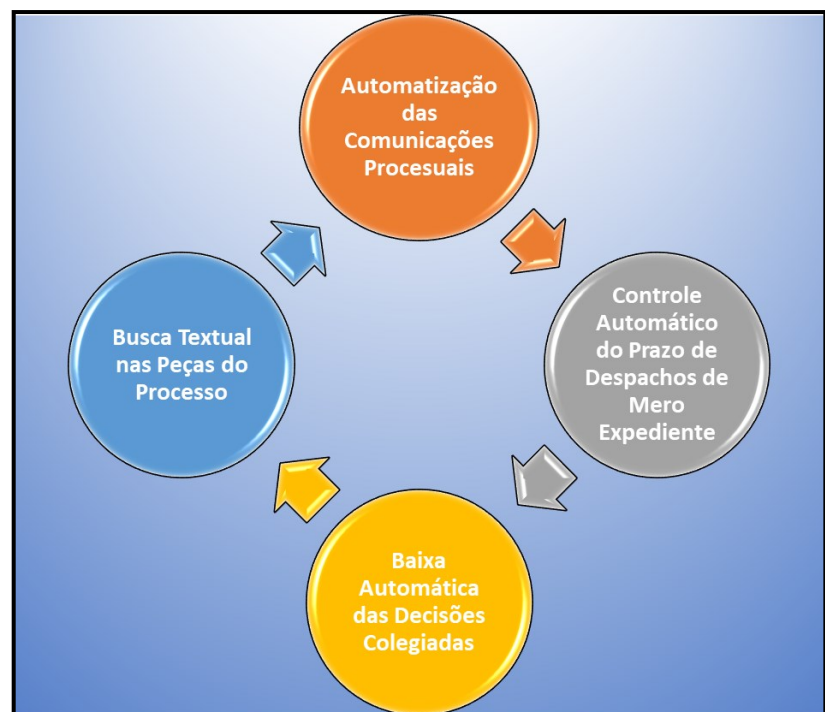 Automatização
das
Comunicações
Procesuais
Controle
Automático
do Prazo de
Despachos de
Mero
Expediente
Baixa
Automática
das Decisões
Colegiadas
Busca Textual
nas Peças do
Processo